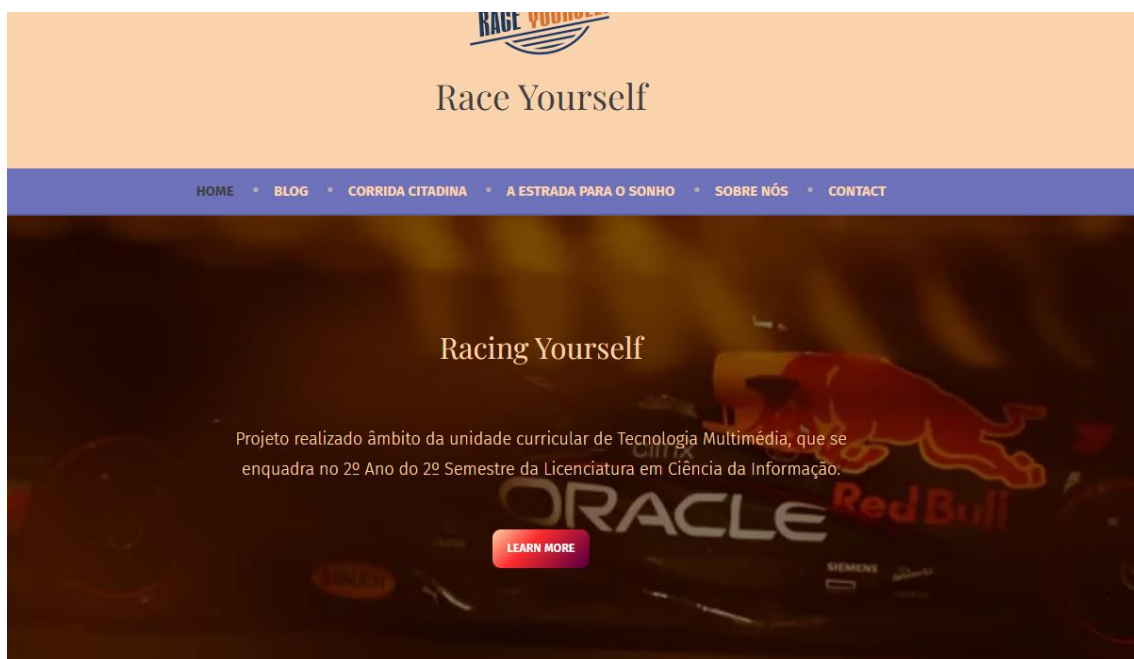 RACE YOURSELF
Race Yourself
HOME • BLOG • CORRIDA CITADINA • A ESTRADA PARA O SONHO • SOBRE NÓS • CONTACT
Racing Yourself
Projeto realizado âmbito da unidade curricular de Tecnologia Multimédia, que se
enquadra no 2º Ano do 2º Semestre da Licenciatura em Ciência da Informação.
citrix
ORACLE
Red Bull
LEARN MORE
SIEMENS